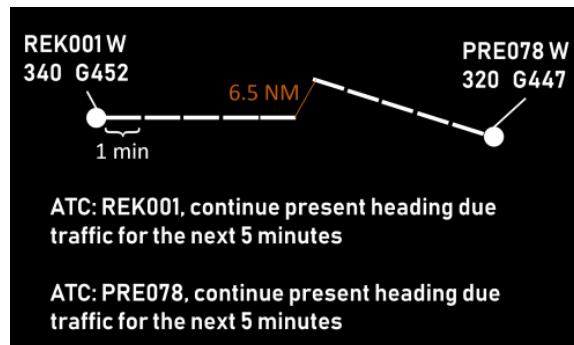 REK001 W
340 G452
PRE078 W
320 G447
6.5 NM
1 min
ATC: REK001, continue present heading due
traffic for the next 5 minutes
ATC: PRE078, continue present heading due
traffic for the next 5 minutes